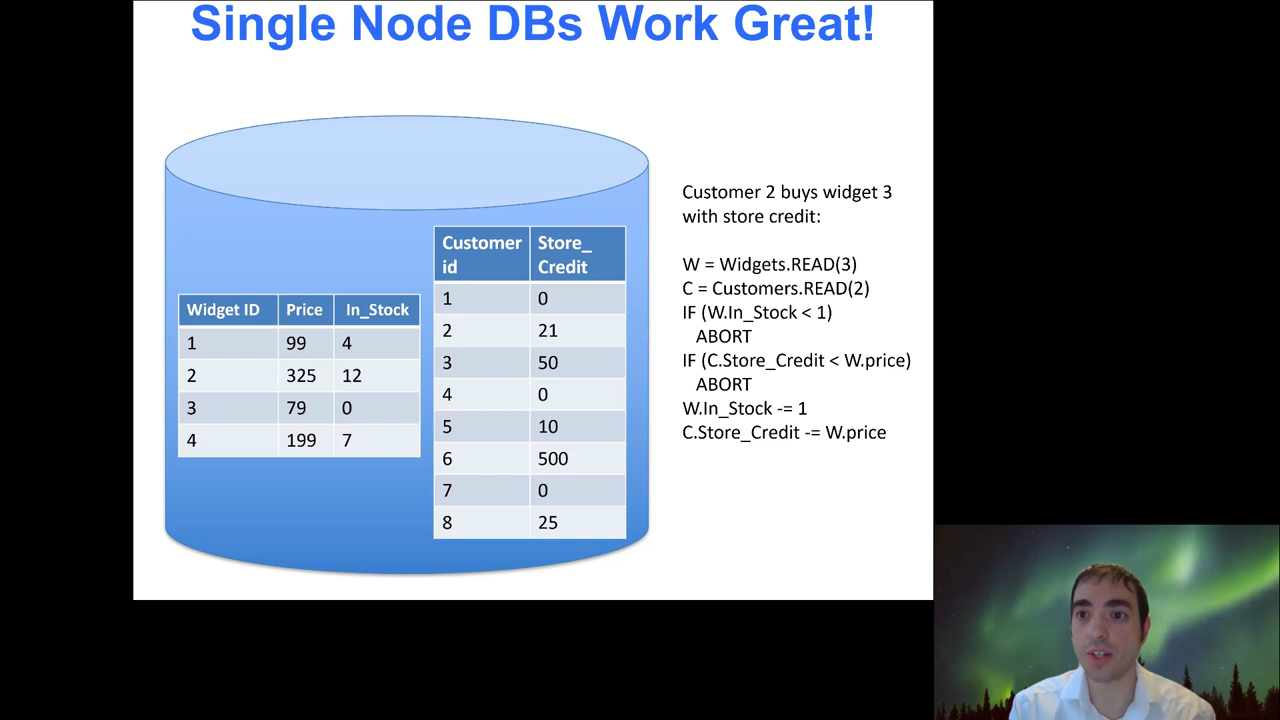 Single Node DBs Work Great!
Customer 2 buys widget 3
with store credit:
W = Widgets.READ(3)
C = Customers.READ(2)
IF (W.In_Stock < 1)
ABORT
IF (C.Store_Credit < W.price)
ABORT
W.In_Stock -= 1
C.Store_Credit -= W.price
Widget ID Price In_Stock
1 99 4
2 325 12
3 79 0
4 199 7
Customer id Store_ Credit
1 0
2 21
3 50
4 0
5 10
6 500
7 0
8 25